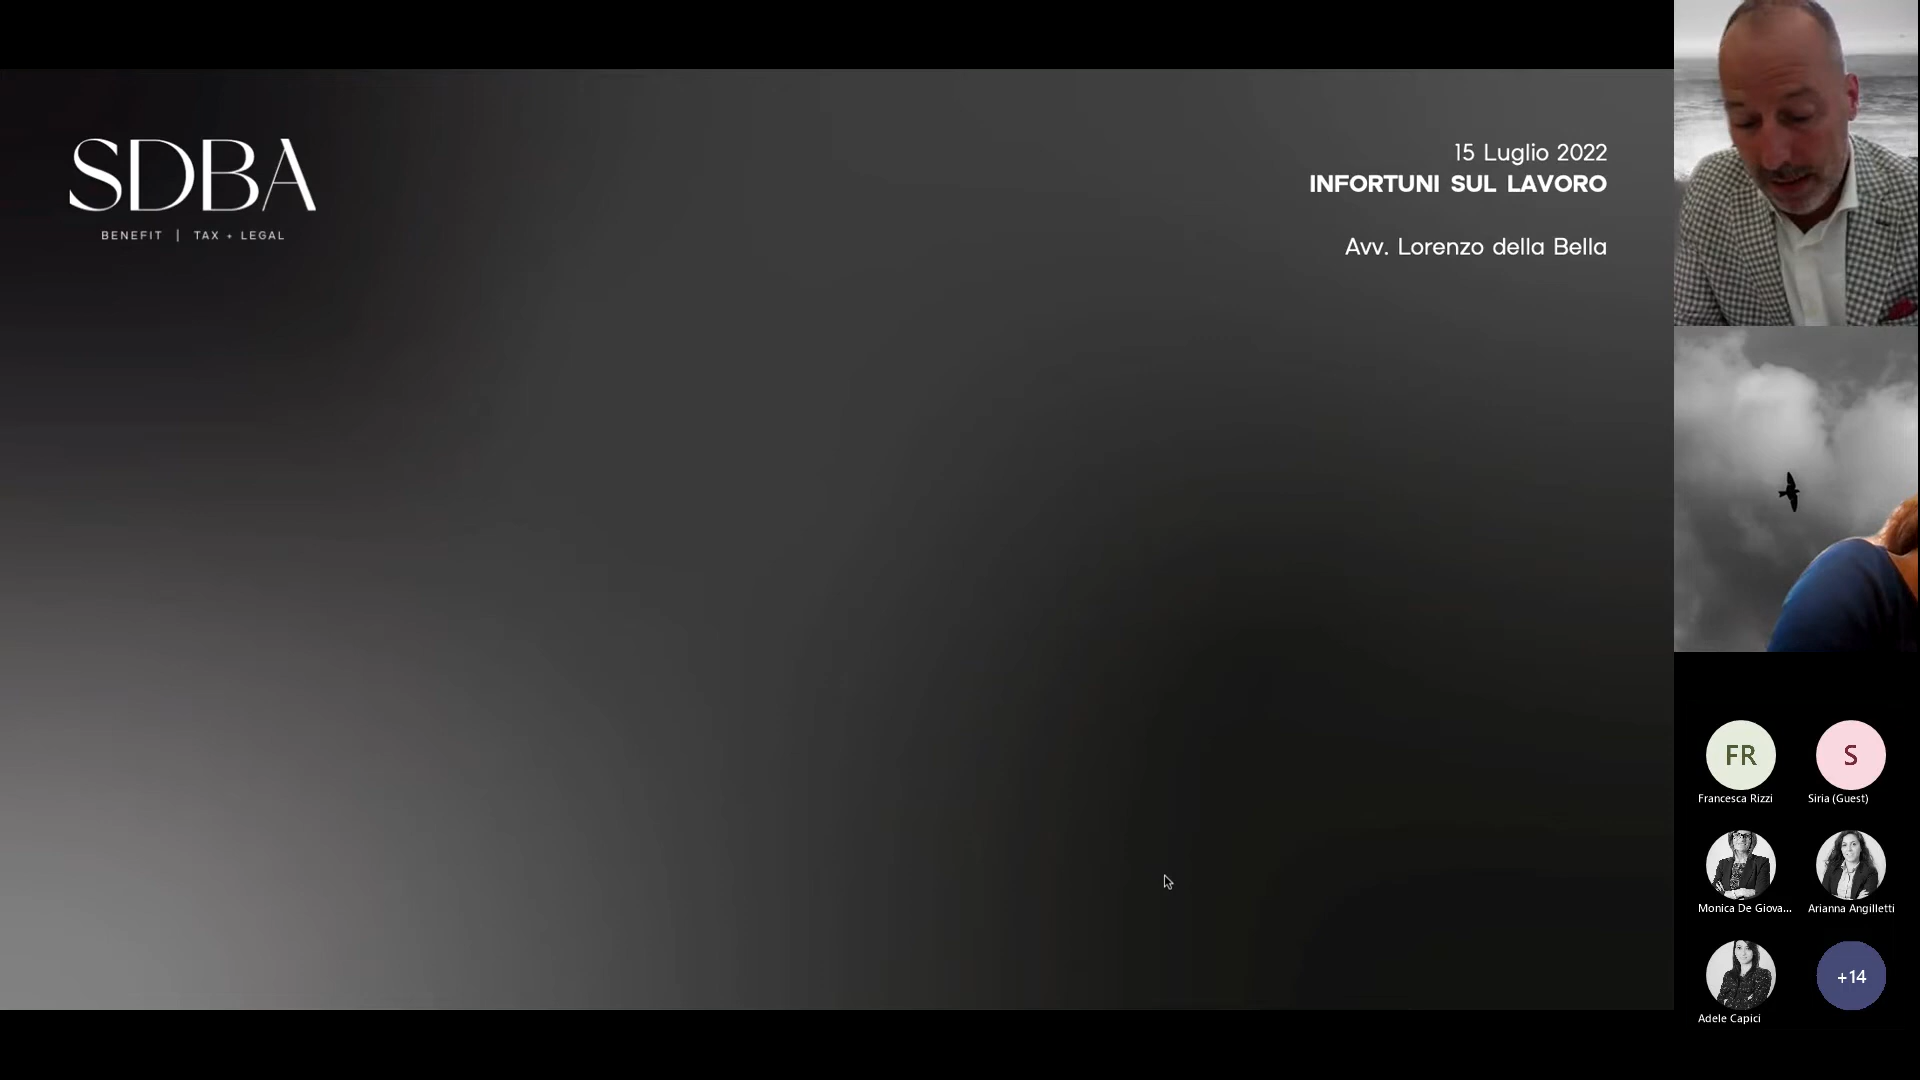 SDBA
BENEFIT | TAX + LEGAL
15 Luglio 2022
INFORTUNI SUL LAVORO
Avv. Lorenzo della Bella
FR
S
Francesca Rizzi
Siria (Guest)
Monica De Giova...
Arianna Angilletti
Adele Capici
+14